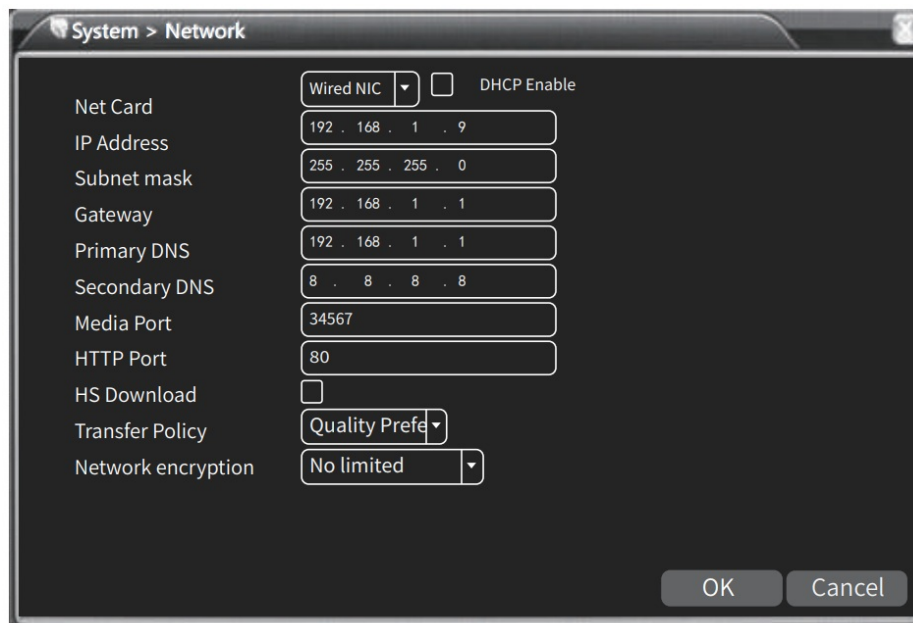 System > Network
Net Card Wired NIC DHCP Enable
IP Address 192 . 168 . 1 . 9
Subnet mask 255 . 255 . 255 . 0
Gateway 192 . 168 . 1 . 1
Primary DNS 192 . 168 . 1 . 1
Secondary DNS 8 . 8 . 8 . 8
Media Port 34567
HTTP Port 80
HS Download
Transfer Policy Quality Prefe
Network encryption No limited
OK Cancel